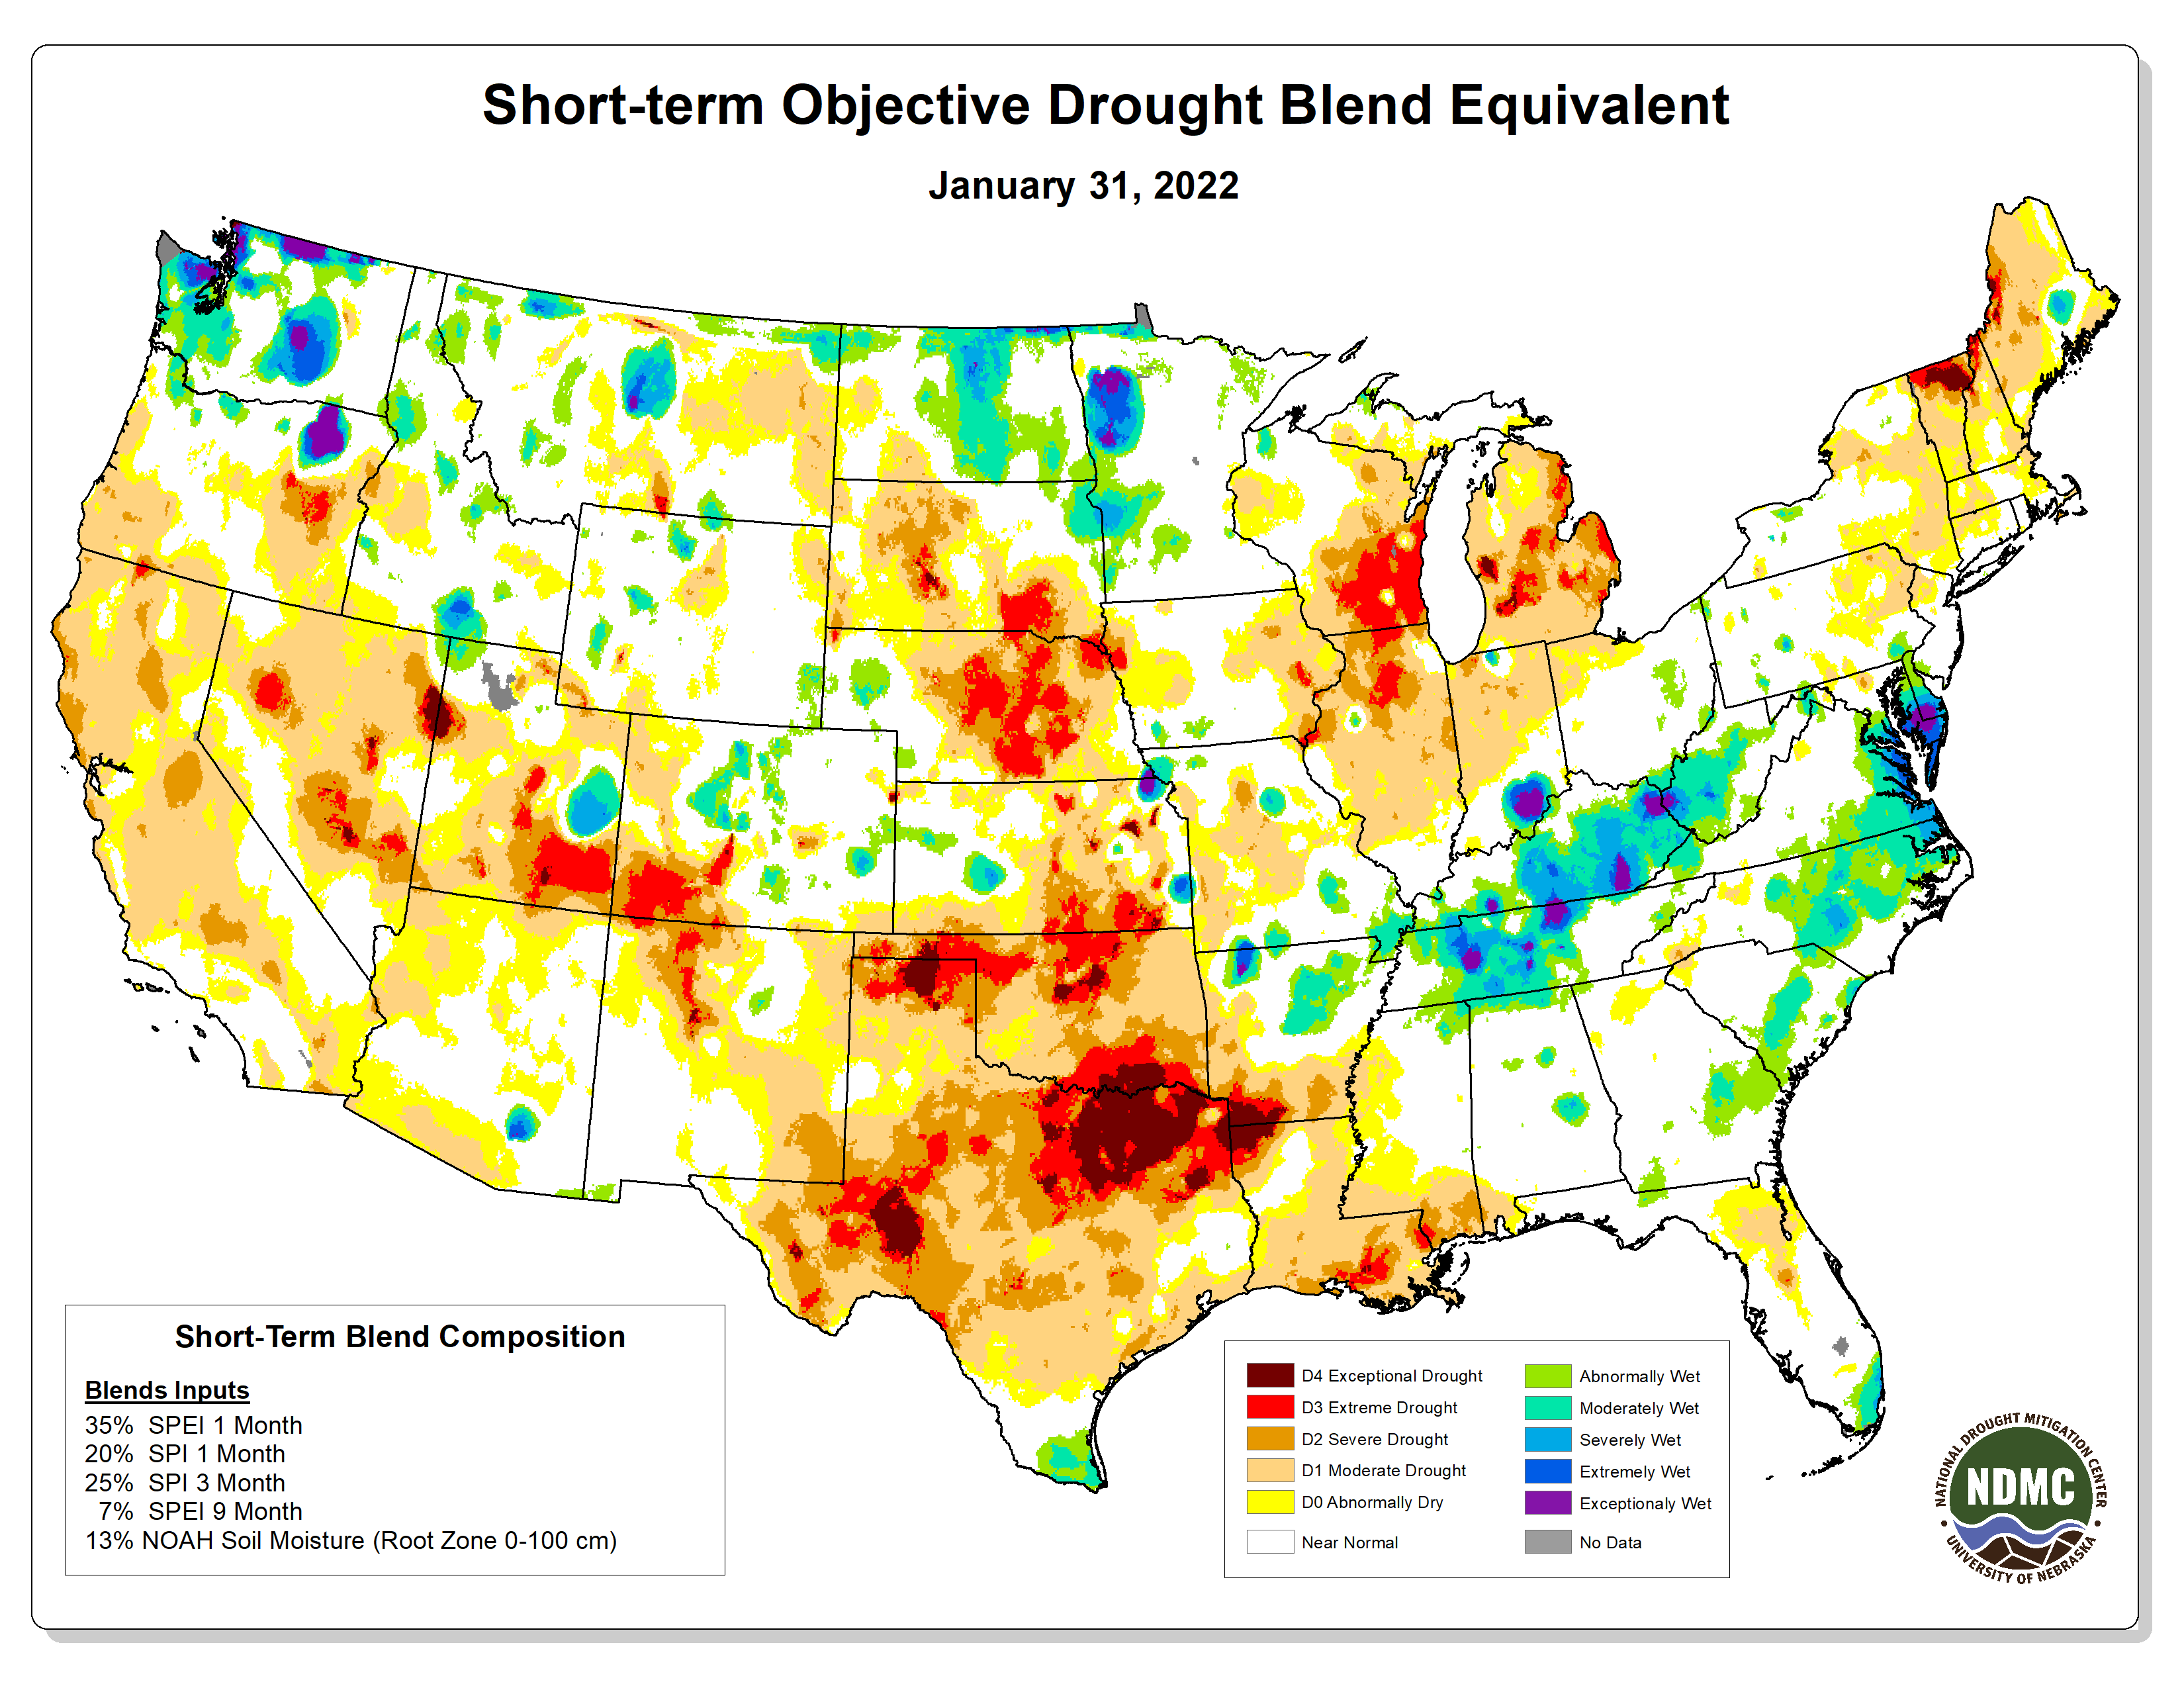 Short-term Objective Drought Blend Equivalent
January 31, 2022
Short-Term Blend Composition
Blends Inputs
35% SPEI 1 Month
20% SPI 1 Month
25% SPI 3 Month
7% SPEI 9 Month
13% NOAH Soil Moisture (Root Zone 0-100 cm)
D4 Exceptional Drought
D3 Extreme Drought
D2 Severe Drought
D1 Moderate Drought
D0 Abnormally Dry
Near Normal
Abnormally Wet
Moderately Wet
Severely Wet
Extremely Wet
Exceptionaly Wet
No Data
NATIONAL DROUGHT MITIGATION CENTER
NDMC
UNIVERSITY OF NEBRASKA